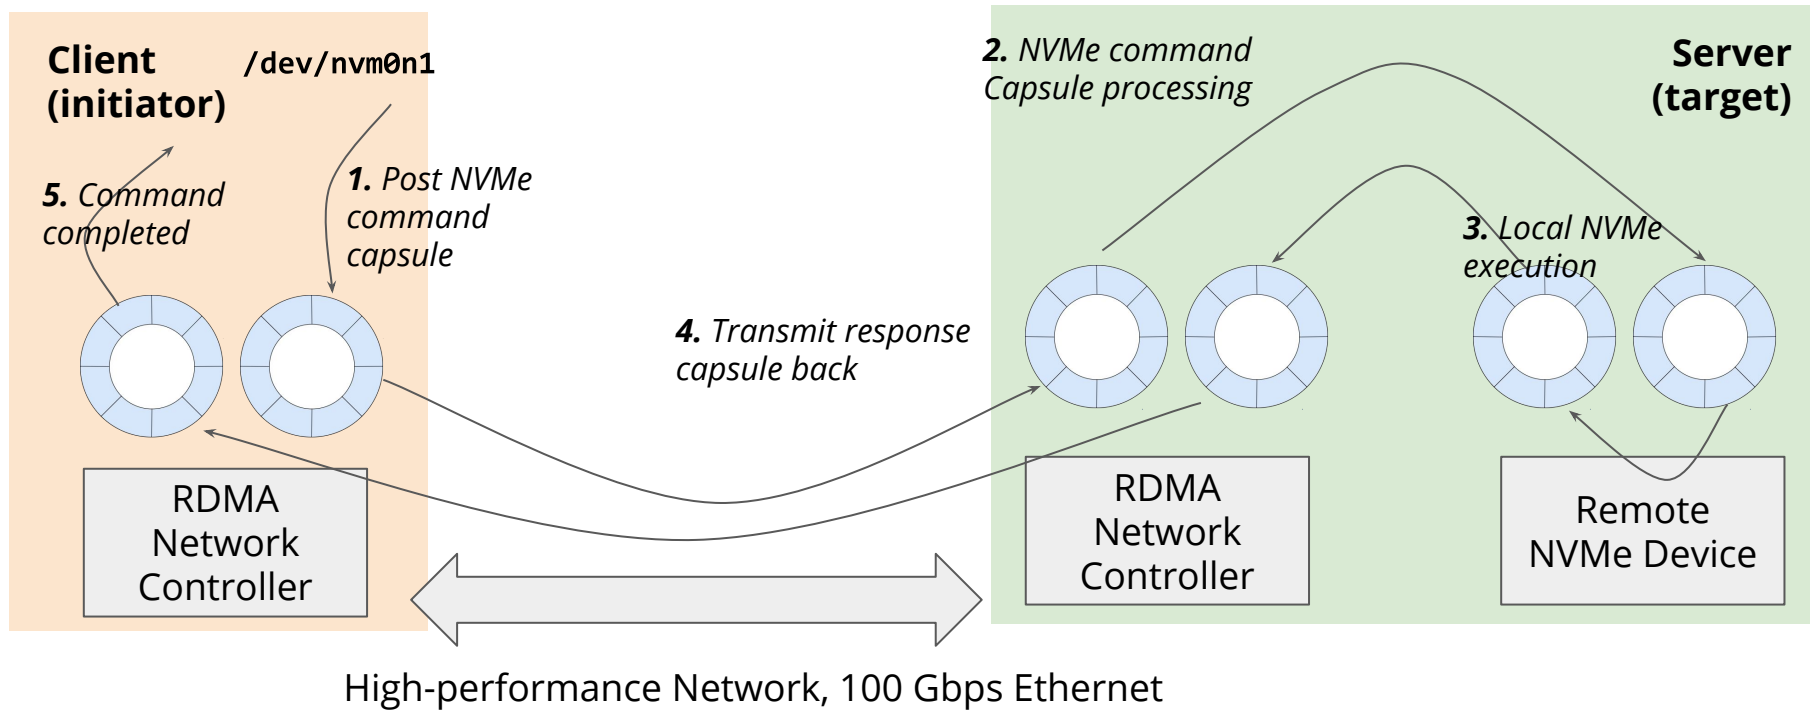 Client
(initiator)
/dev/nvm0n1
5. Command
completed
1. Post NVMe
command
capsule
RDMA
Network
Controller
4. Transmit response
capsule back
2. NVMe command
Capsule processing
Server
(target)
3. Local NVMe
execution
RDMA
Network
Controller
Remote
NVMe Device
High-performance Network, 100 Gbps Ethernet